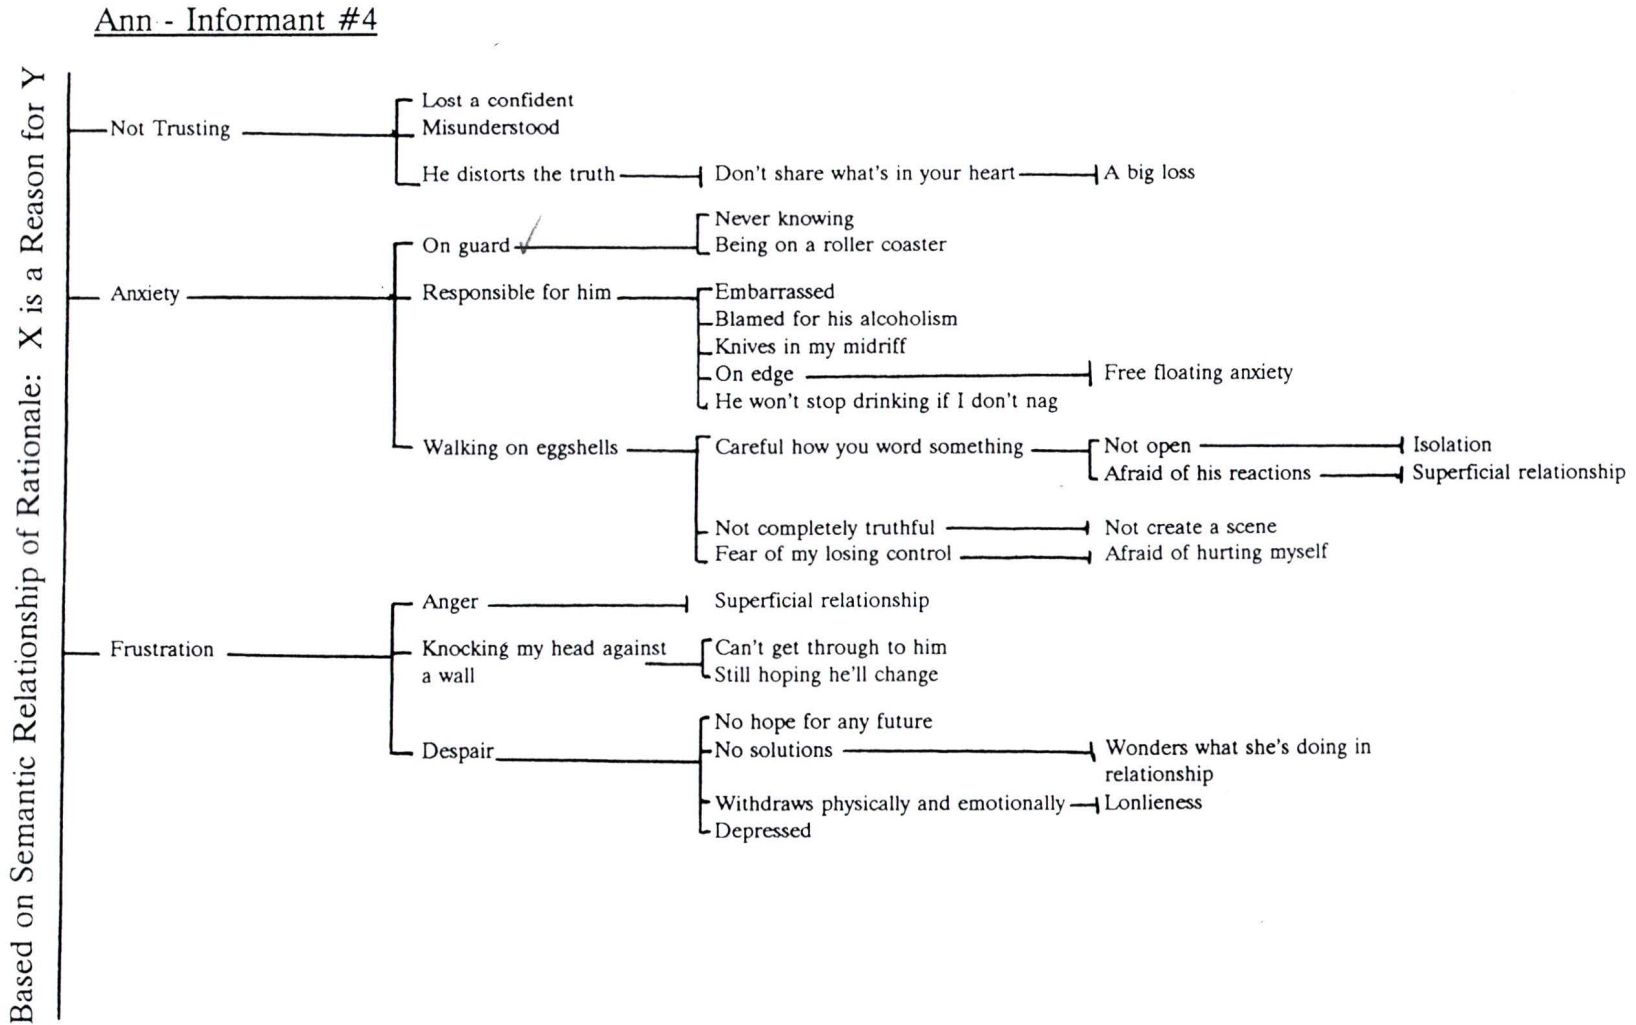 Ann - Informant #4
Based on Semantic Relationship of Rationale: X is a Reason for Y
Not Trusting
Lost a confident
Misunderstood
He distorts the truth
Don't share what's in your heart
A big loss
Anxiety
On guard
Never knowing
Being on a roller coaster
Responsible for him
Embarrassed
Blamed for his alcoholism
Knives in my midriff
On edge
Free floating anxiety
He won't stop drinking if I don't nag
Walking on eggshells
Careful how you word something
Not open
Isolation
Afraid of his reactions
Superficial relationship
Not completely truthful
Not create a scene
Fear of my losing control
Afraid of hurting myself
Frustration
Anger
Superficial relationship
Knocking my head against
a wall
Can't get through to him
Still hoping he'll change
Despair
No hope for any future
No solutions
Wonders what she's doing in
relationship
Withdraws physically and emotionally
Lonlieness
Depressed